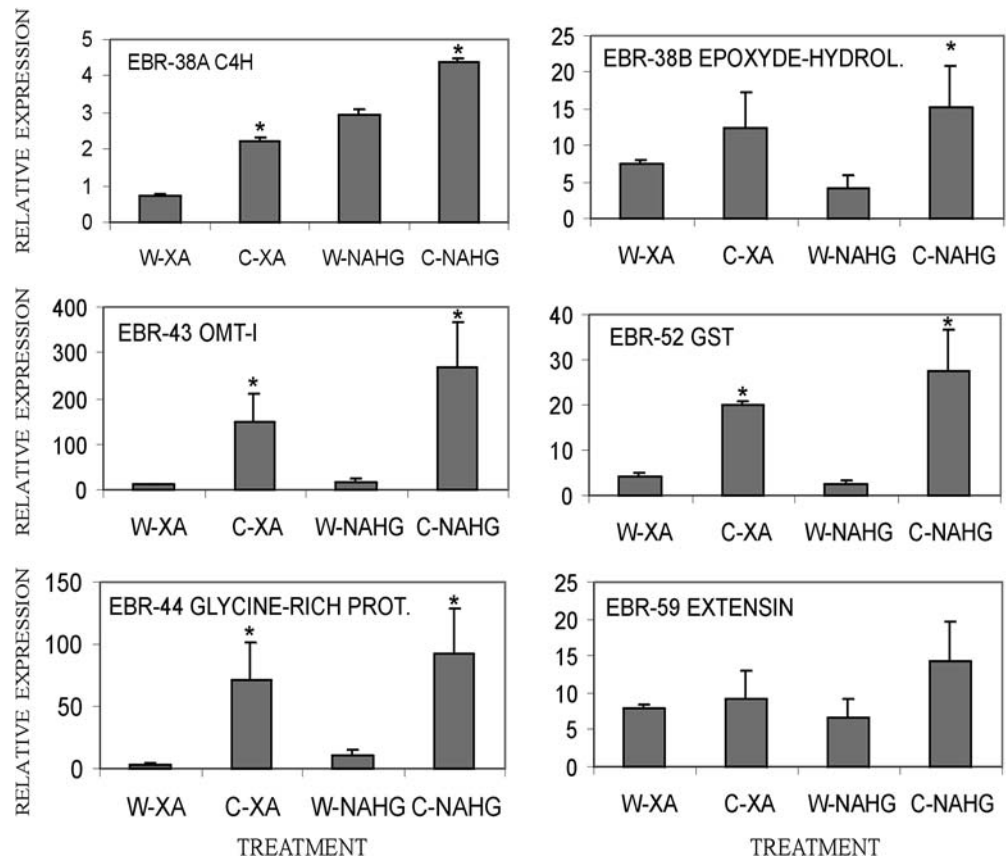 RELATIVE EXPRESSION
EBR-38A C4H
5
4
3
2
1
0
*
*
W-XA C-XA W-NAHG C-NAHG
EBR-38B EPOXYDE-HYDROL.
25
20
15
10
5
0
*
W-XA C-XA W-NAHG C-NAHG
RELATIVE EXPRESSION
EBR-43 OMT-I
400
300
200
100
0
*
*
W-XA C-XA W-NAHG C-NAHG
EBR-52 GST
40
30
20
10
0
*
*
W-XA C-XA W-NAHG C-NAHG
RELATIVE EXPRESSION
EBR-44 GLYCINE-RICH PROT.
150
100
50
0
*
*
W-XA C-XA W-NAHG C-NAHG
TREATMENT
EBR-59 EXTENSIN
25
20
15
10
5
0
W-XA C-XA W-NAHG C-NAHG
TREATMENT